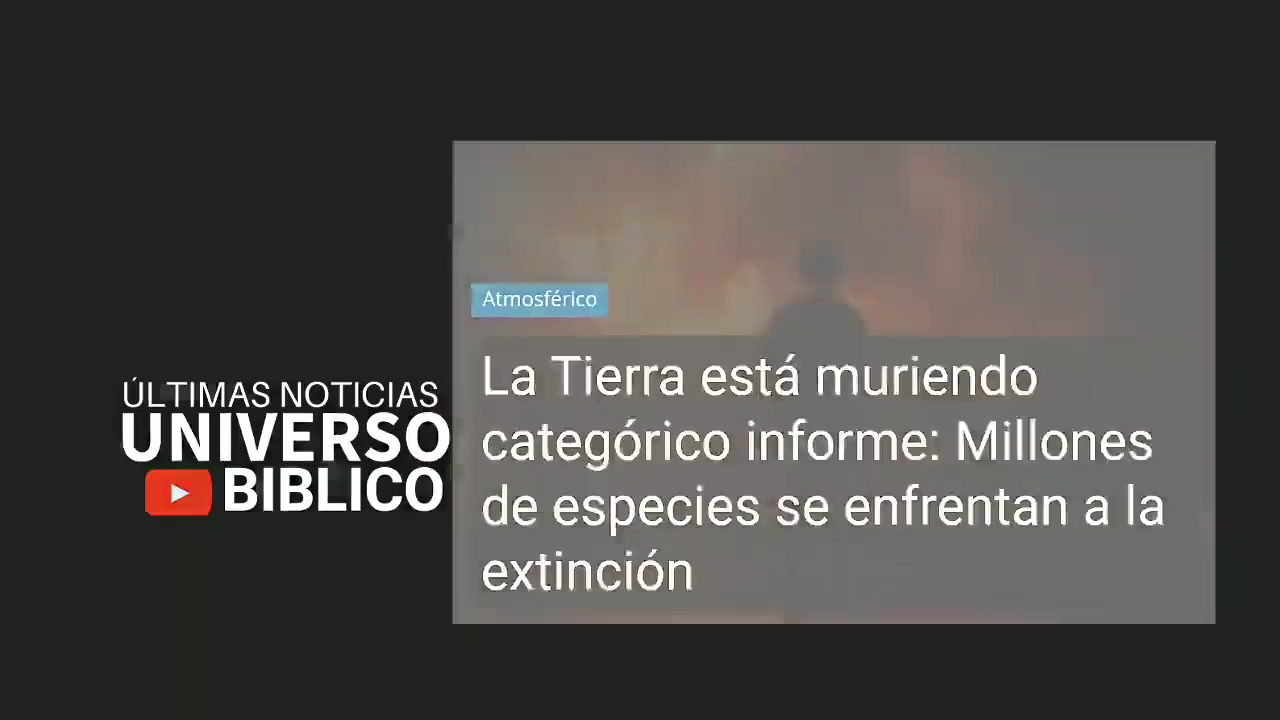 ÚLTIMAS NOTICIAS
UNIVERSO
BIBLICO
Atmosférico
La Tierra está muriendo
categórico informe: Millones
de especies se enfrentan a la
extinción